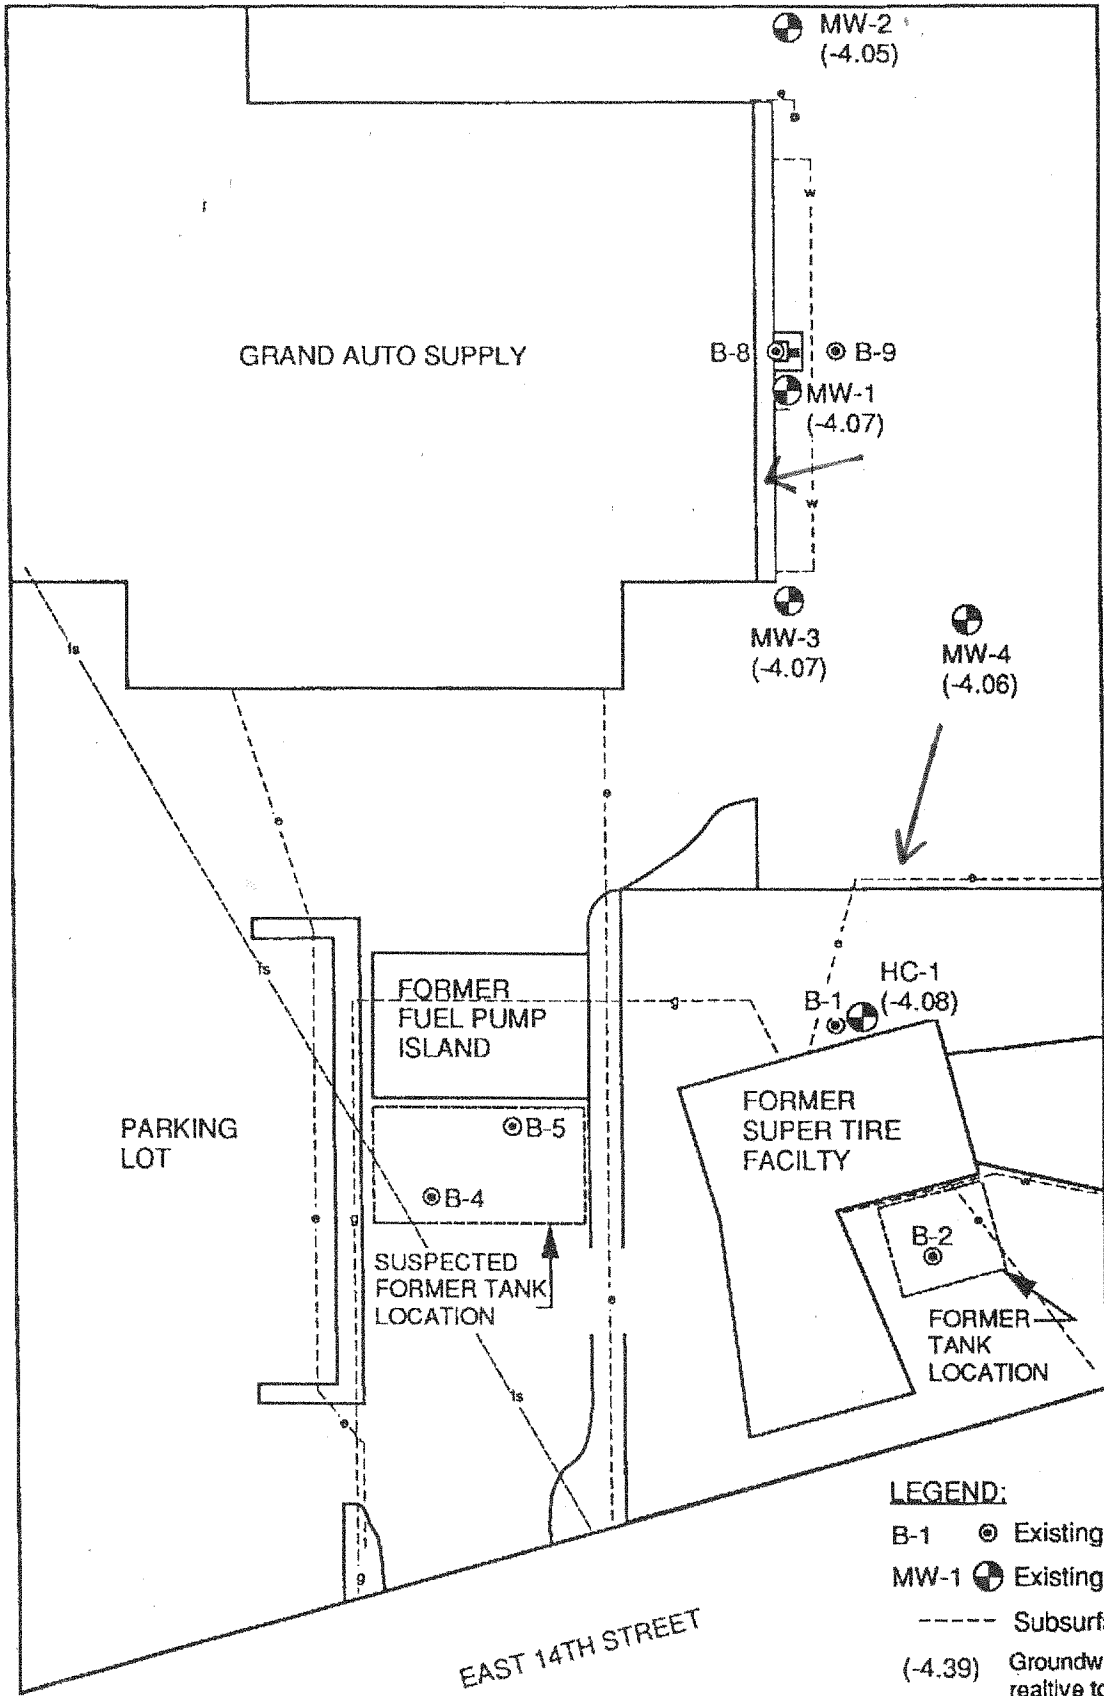 MW-2
(-4.05)
e
e
w
GRAND AUTO SUPPLY
B-8
B-9
MW-1
(-4.07)
w
MW-3
(-4.07)
MW-4
(-4.06)
fs
e
e
e
e
fs
FORMER
FUEL PUMP
ISLAND
g
HC-1
B-1 (-4.08)
PARKING
LOT
B-5
B-4
FORMER
SUPER TIRE
FACILTY
e
g
B-2
SUSPECTED
FORMER TANK
LOCATION
e
FORMER
TANK
LOCATION
fs
e
g
LEGEND:
B-1 Existing
MW-1 Existing
Subsurf
(-4.39) Groundw
realtive to
EAST 14TH STREET